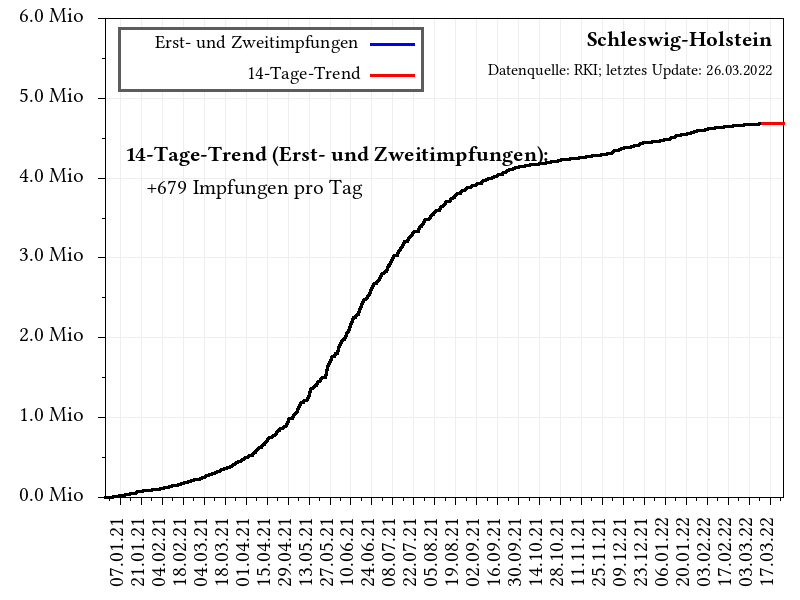 6.0 Mio
5.0 Mio
4.0 Mio
3.0 Mio
2.0 Mio
1.0 Mio
0.0 Mio
Erst- und Zweitimpfungen
14-Tage-Trend
Schleswig-Holstein
Datenquelle: RKI; letztes Update: 26.03.2022
14-Tage-Trend (Erst- und Zweitimpfungen):
+679 Impfungen pro Tag
07.01.21
21.01.21
04.02.21
18.02.21
04.03.21
18.03.21
01.04.21
15.04.21
29.04.21
13.05.21
27.05.21
10.06.21
24.06.21
08.07.21
22.07.21
05.08.21
19.08.21
02.09.21
16.09.21
30.09.21
14.10.21
28.10.21
11.11.21
25.11.21
09.12.21
23.12.21
06.01.22
20.01.22
03.02.22
17.02.22
03.03.22
17.03.22